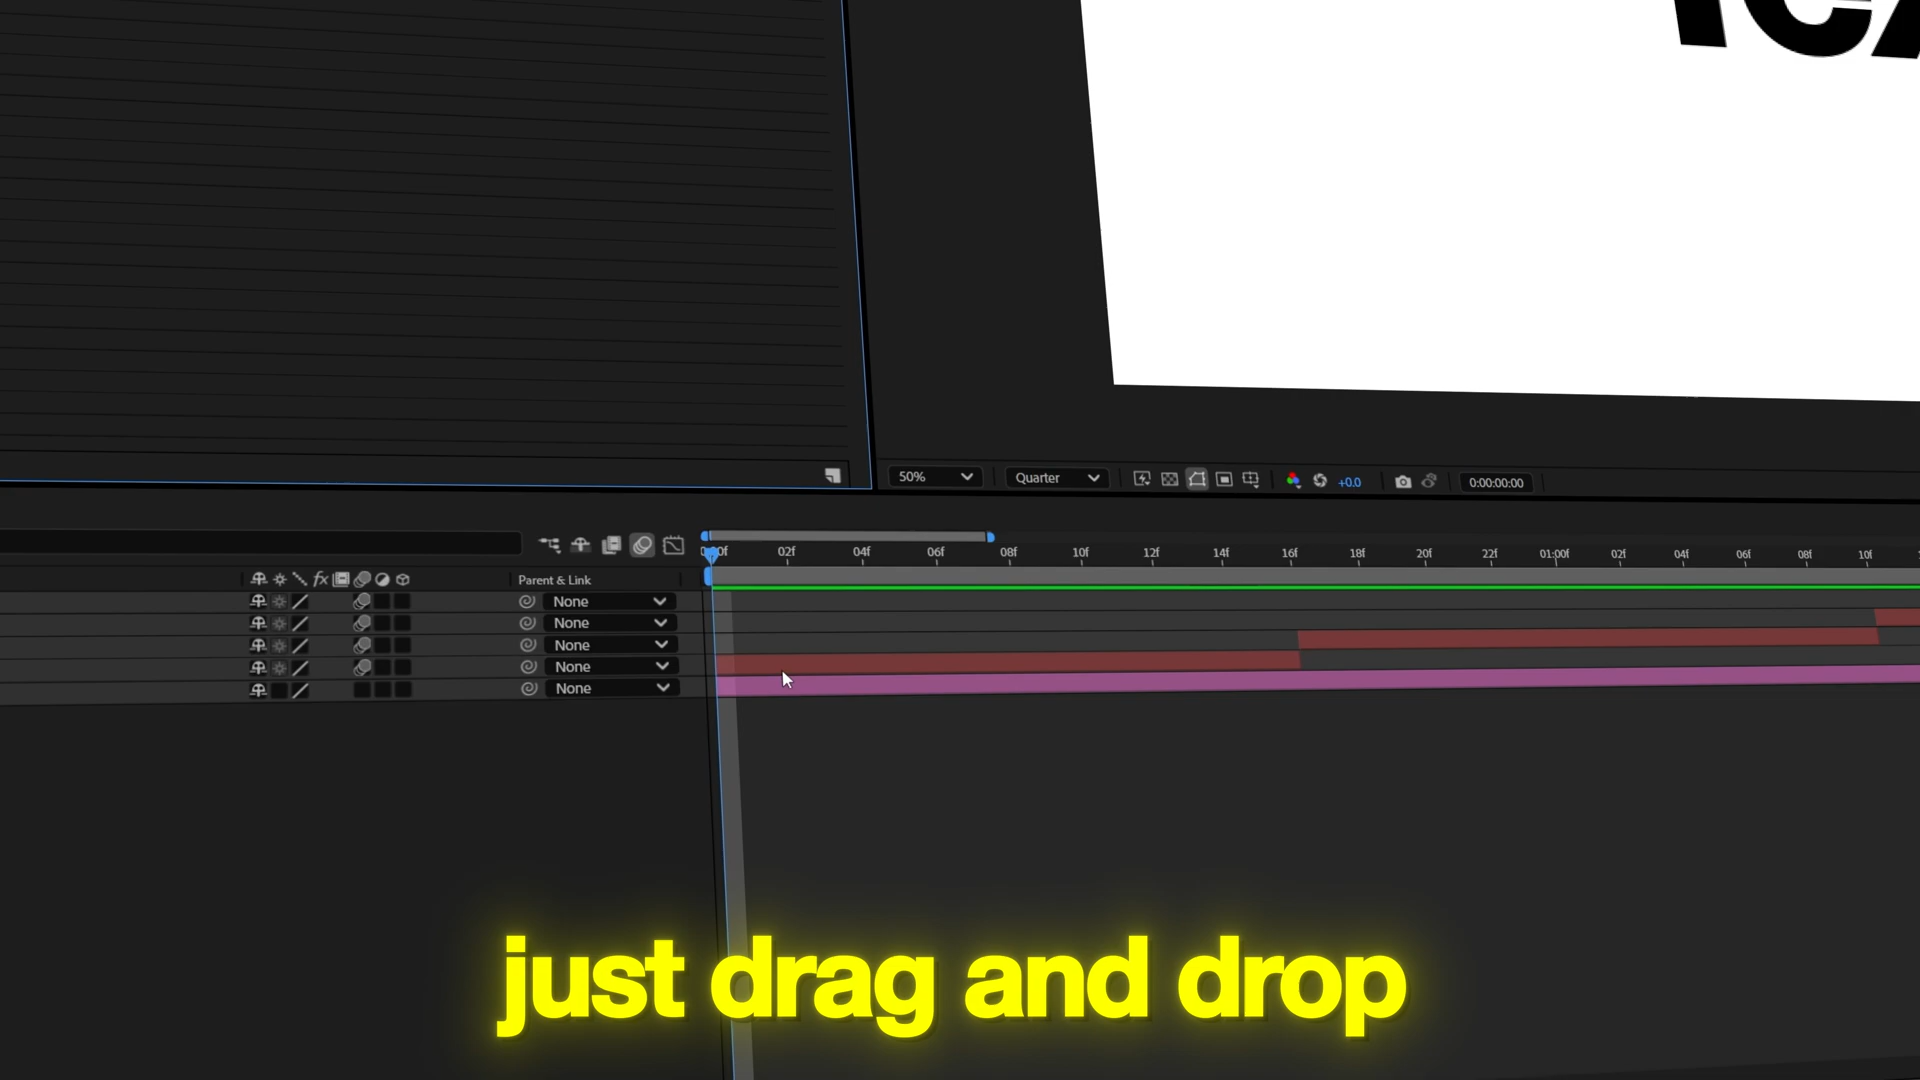 50%
Quarter
+0.0
0:00:00:00
02f 04f 06f 08f 10f 12f 14f 16f 18f 20f 22f 01:00f 02f 04f 06f 08f 10f
fx
Parent & Link
None
None
None
None
None
just drag and drop